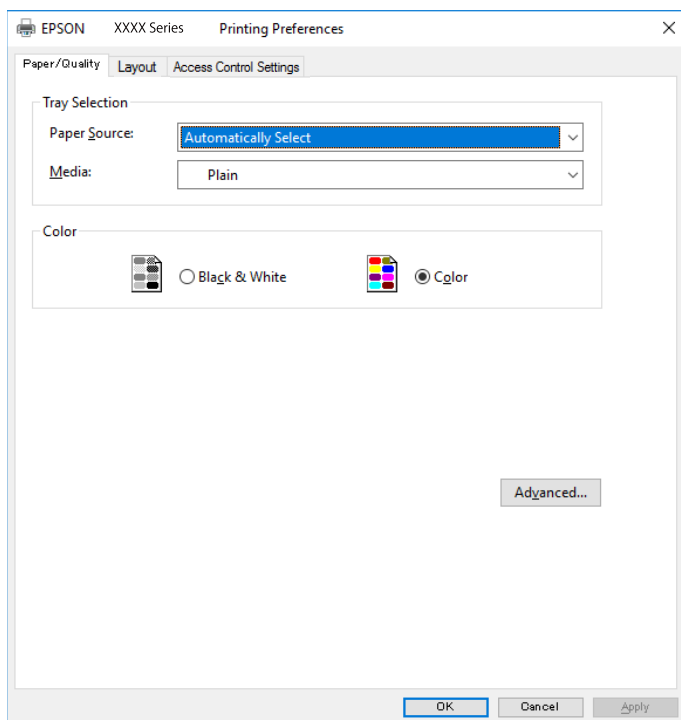 EPSON XXXX Series Printing Preferences
Paper/Quality Layout Access Control Settings
Tray Selection
Paper Source: Automatically Select
Media: Plain
Color
Black & White Color
Advanced...
OK Cancel Apply